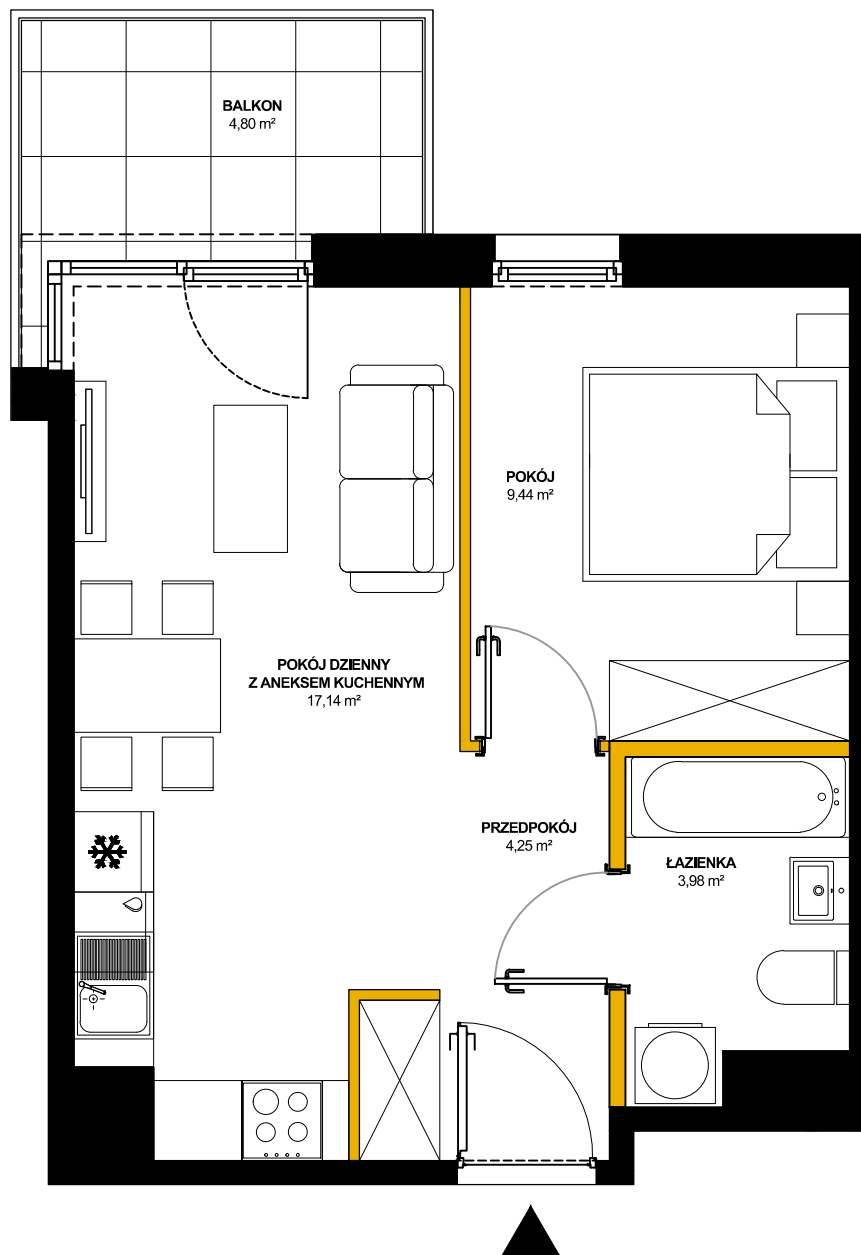 BALKON
4,80 m²
POKÓJ
9,44 m²
POKÓJ DZIENNY
Z ANEKSEM KUCHENNYM
17,14 m²
PRZEDPOKÓJ
4,25 m²
ŁAZIENKA
3,98 m²